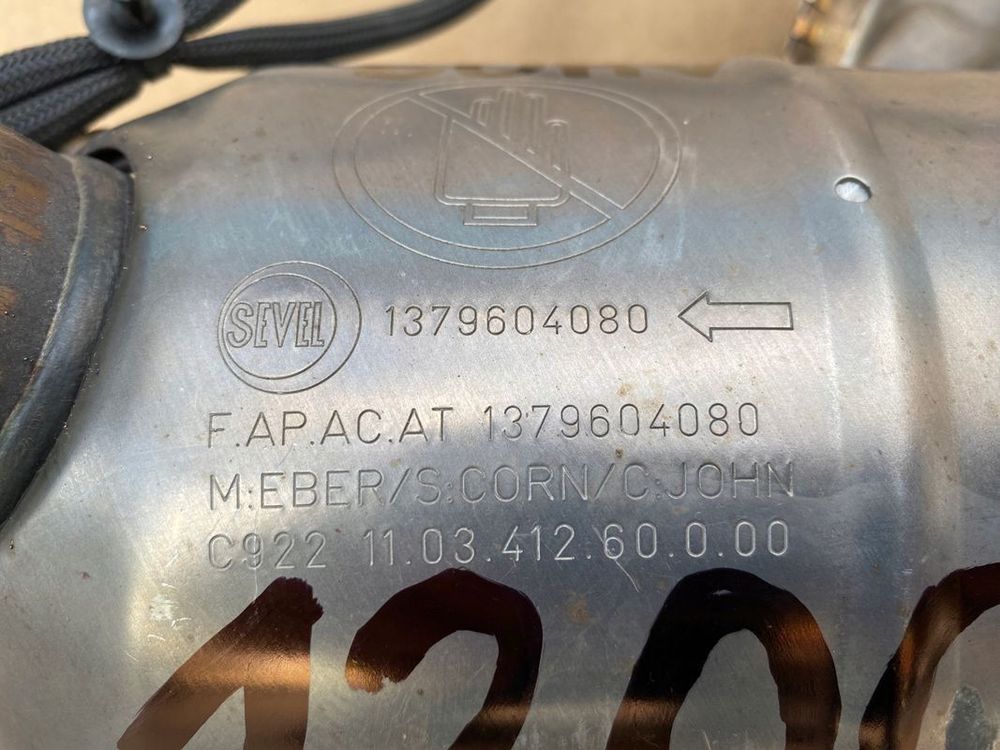 SEVEL 1379604080
F.AP.AC.AT 1379604080
M:EBER/S:CORN/C:JOHN
C922 11.03.412.60.0.00